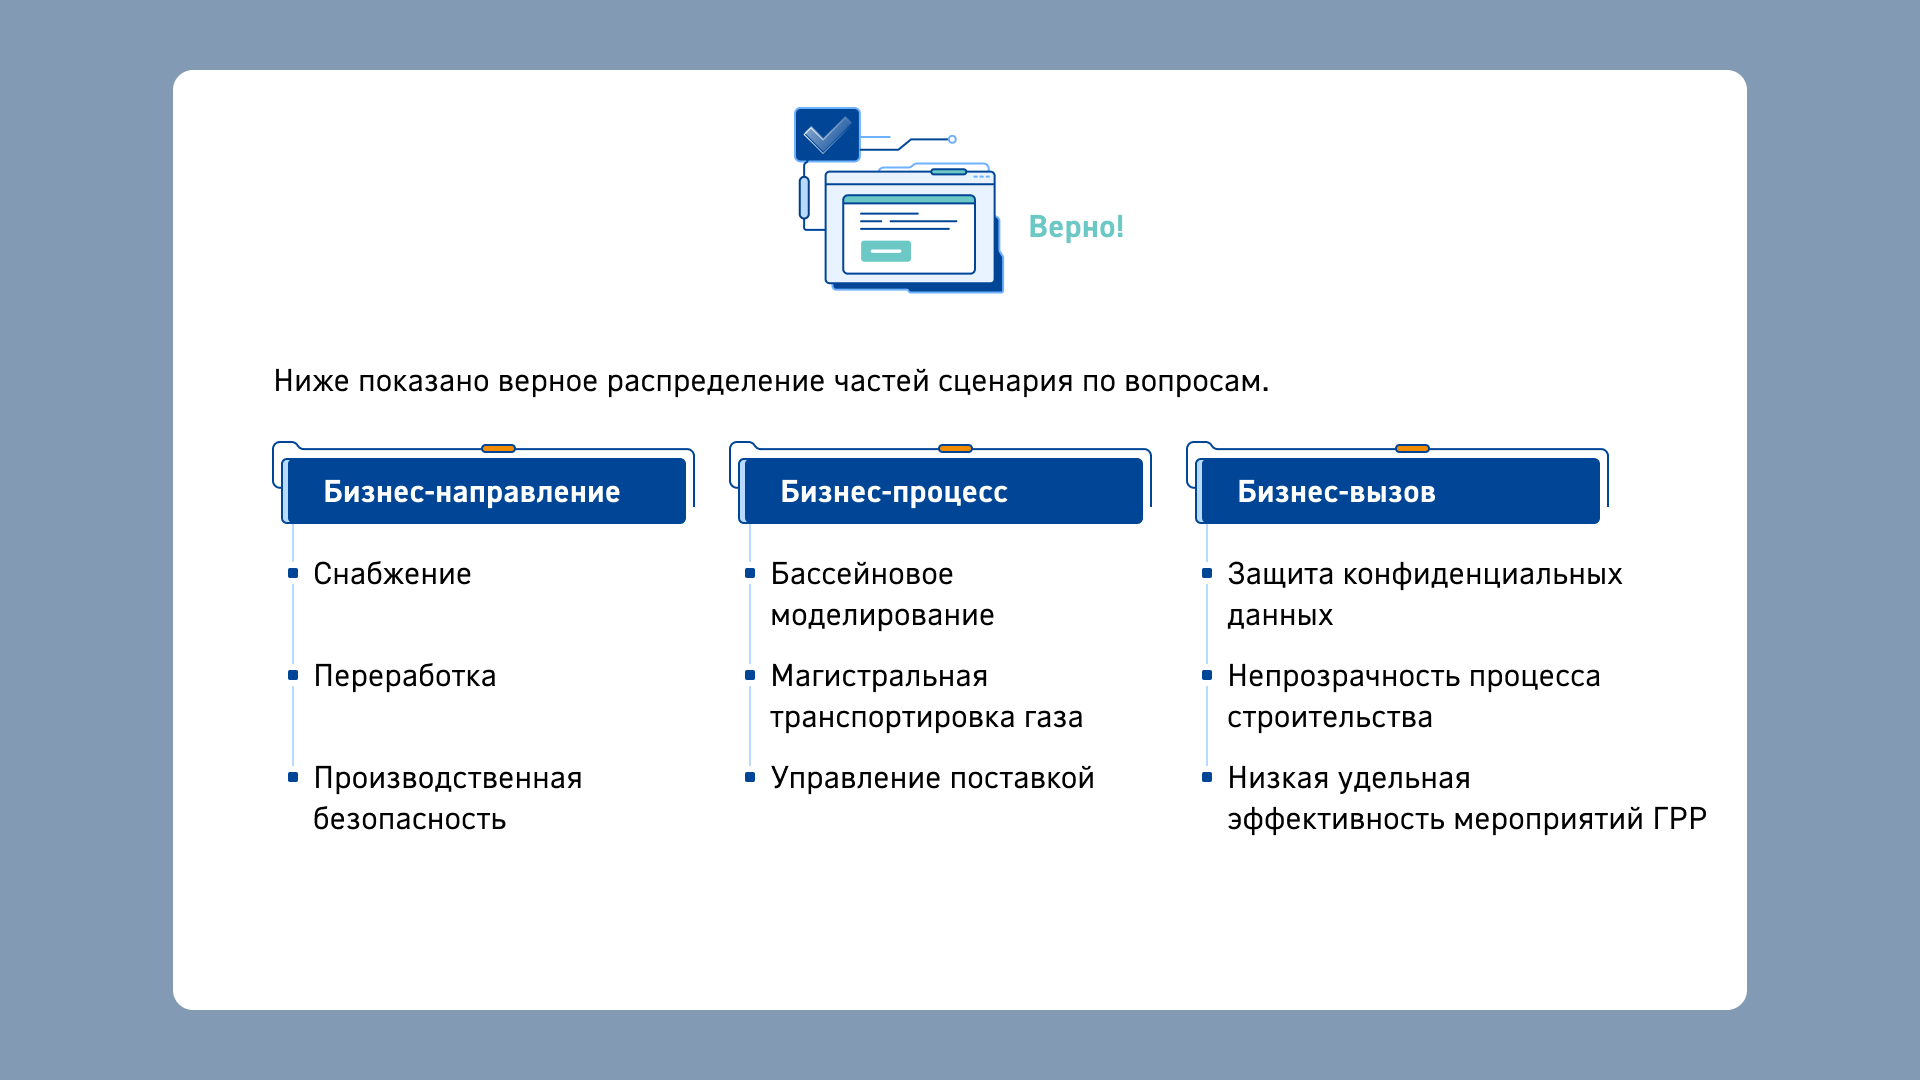 Верно!
Ниже показано верное распределение частей сценария по вопросам.
Бизнес-направление
Снабжение
Переработка
Производственная
безопасность
Бизнес-процесс
Бассейновое
моделирование
Магистральная
транспортировка газа
Управление поставкой
Бизнес-вызов
Защита конфиденциальных
данных
Непрозрачность процесса
строительства
Низкая удельная
эффективность мероприятий ГРР